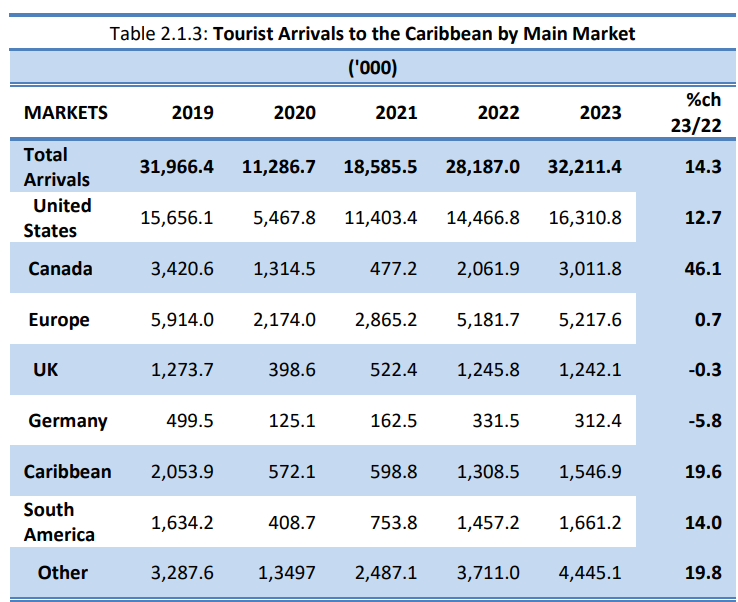 Table 2.1.3: Tourist Arrivals to the Caribbean by Main Market
('000)
MARKETS 2019 2020 2021 2022 2023 %ch 23/22
Total Arrivals 31,966.4 11,286.7 18,585.5 28,187.0 32,211.4 14.3
United States 15,656.1 5,467.8 11,403.4 14,466.8 16,310.8 12.7
Canada 3,420.6 1,314.5 477.2 2,061.9 3,011.8 46.1
Europe 5,914.0 2,174.0 2,865.2 5,181.7 5,217.6 0.7
UK 1,273.7 398.6 522.4 1,245.8 1,242.1 -0.3
Germany 499.5 125.1 162.5 331.5 312.4 -5.8
Caribbean 2,053.9 572.1 598.8 1,308.5 1,546.9 19.6
South America 1,634.2 408.7 753.8 1,457.2 1,661.2 14.0
Other 3,287.6 1,3497 2,487.1 3,711.0 4,445.1 19.8